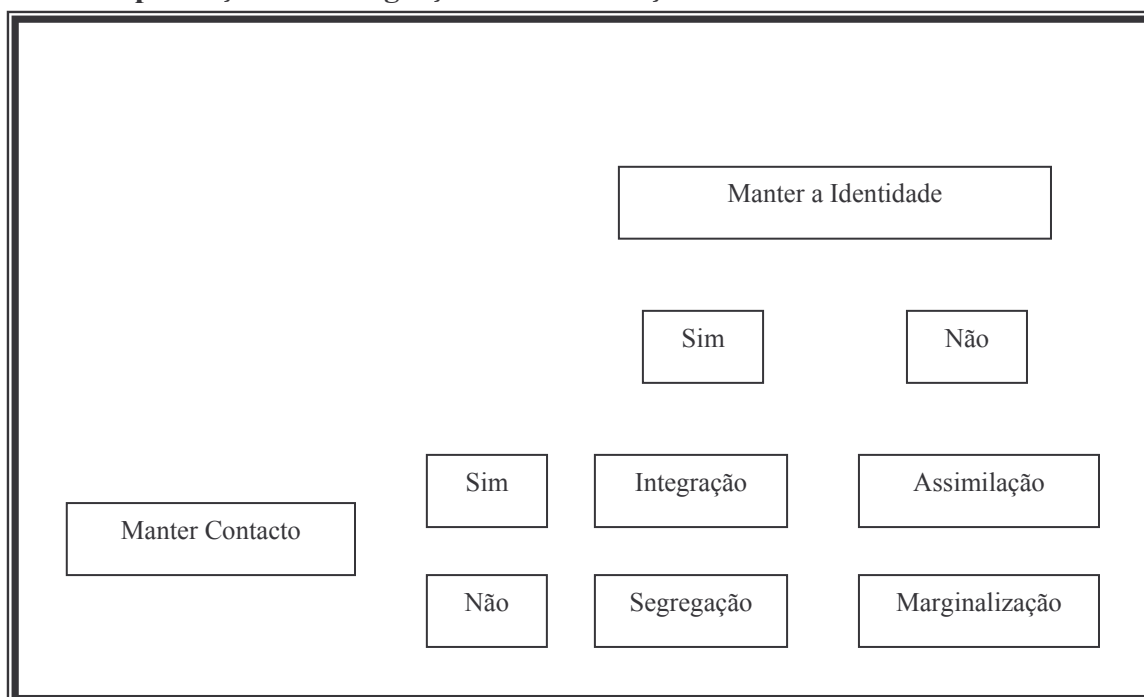 Manter a Identidade
Sim Não
Sim Integração Assimilação
Manter Contacto
Não Segregação Marginalização